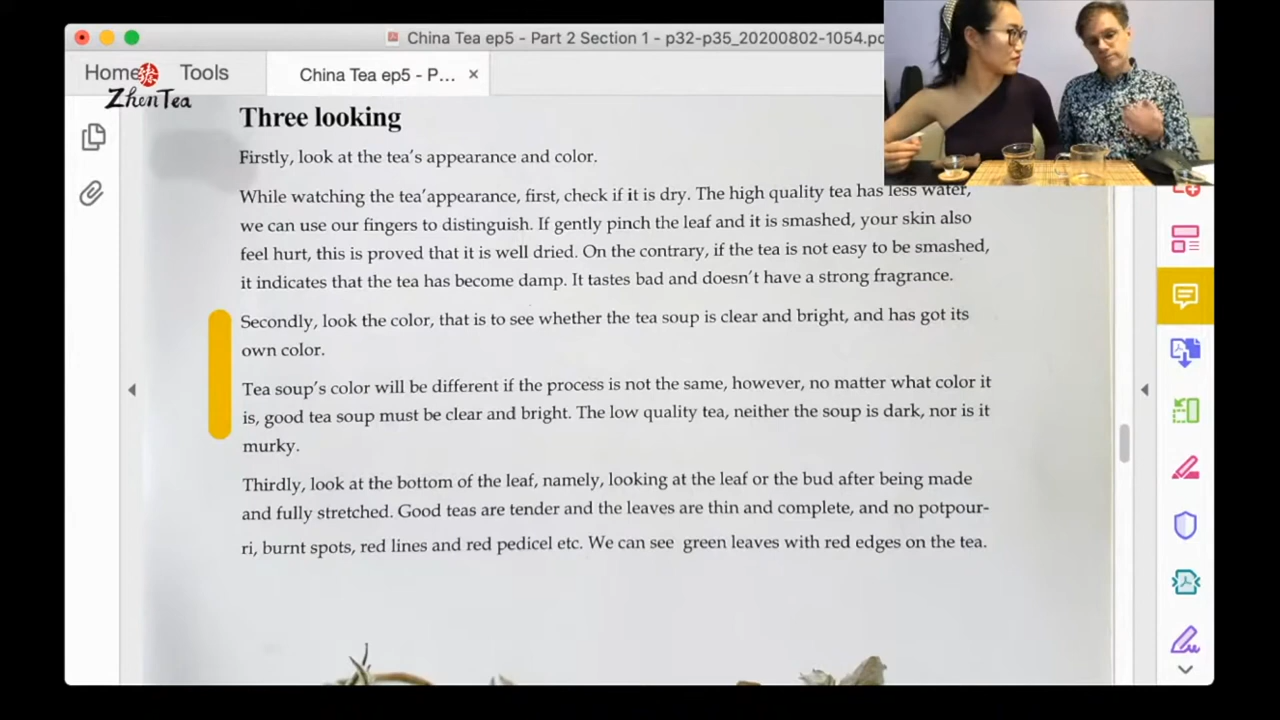 China Tea ep5 - Part 2 Section 1 - p32-p35_20200802-1054.pd
Home Tools China Tea ep5 - P... ×
臻
ZhenTea
Three looking
Firstly, look at the tea's appearance and color.
While watching the tea'appearance, first, check if it is dry. The high quality tea has less water,
we can use our fingers to distinguish. If gently pinch the leaf and it is smashed, your skin also
feel hurt, this is proved that it is well dried. On the contrary, if the tea is not easy to be smashed,
it indicates that the tea has become damp. It tastes bad and doesn't have a strong fragrance.
Secondly, look the color, that is to see whether the tea soup is clear and bright, and has got its
own color.
Tea soup's color will be different if the process is not the same, however, no matter what color it
is, good tea soup must be clear and bright. The low quality tea, neither the soup is dark, nor is it
murky.
Thirdly, look at the bottom of the leaf, namely, looking at the leaf or the bud after being made
and fully stretched. Good teas are tender and the leaves are thin and complete, and no potpour-
ri, burnt spots, red lines and red pedicel etc. We can see green leaves with red edges on the tea.